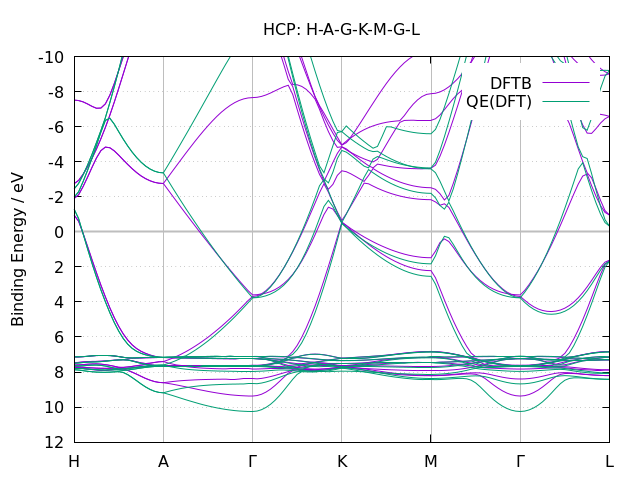 HCP: H-A-G-K-M-G-L
-10
-8
-6
-4
-2
0
2
4
6
8
10
12
Binding Energy / eV
DFTB
QE(DFT)
H A Γ K M Γ L